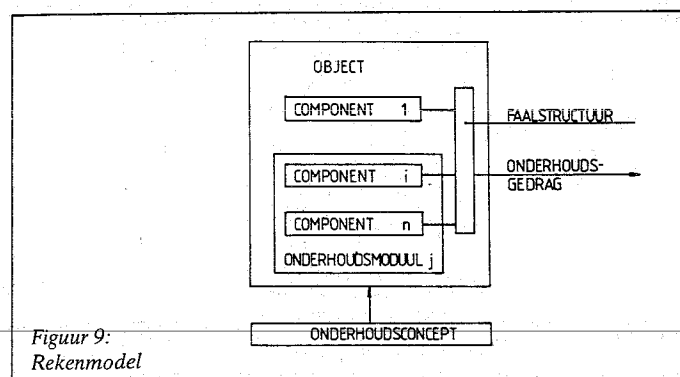 OBJECT
COMPONENT 1
FAALSTRUCTUUR
COMPONENT i
ONDERHOUDS-
GEDRAG
COMPONENT n
ONDERHOUDSMODUUL j
ONDERHOUDSCONCEPT
Figuur 9:
Rekenmodel